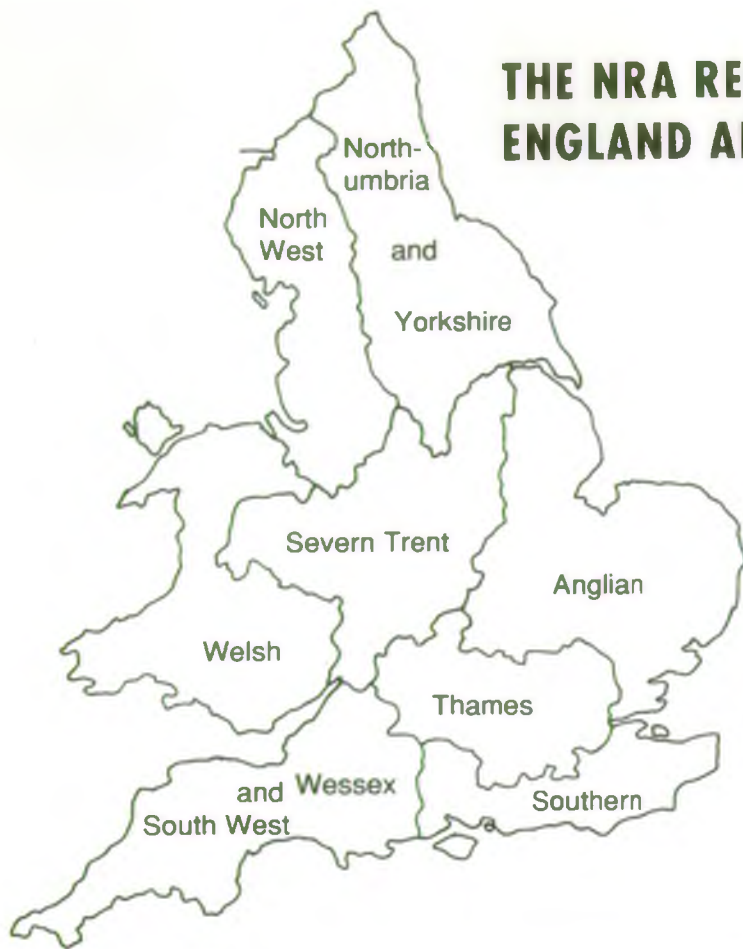 THE NRA RE
ENGLAND A
North-
umbria
North
West
and
Yorkshire
Severn Trent
Anglian
Welsh
Thames
and Wessex
South West
Southern